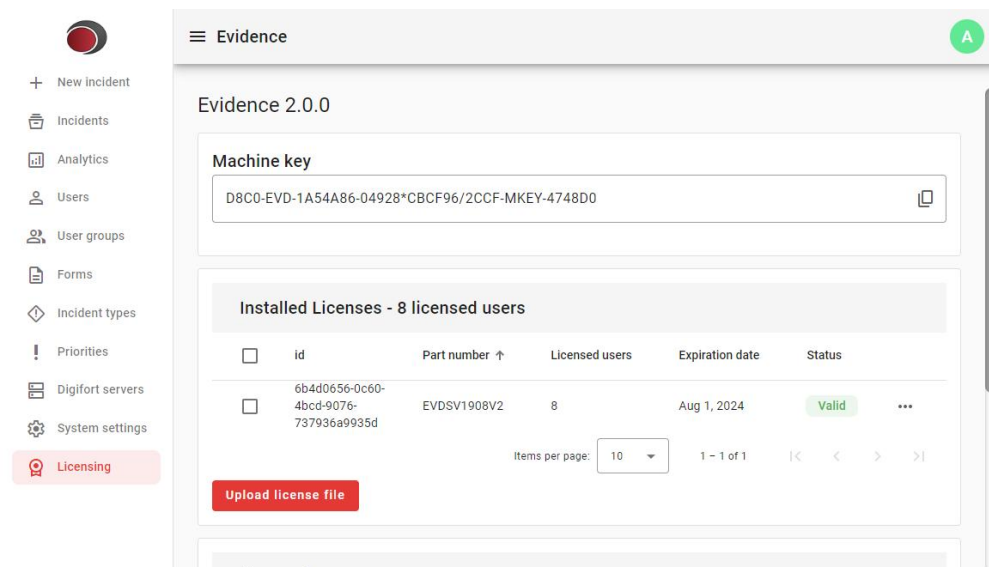 Evidence
A
New incident
Incidents
Analytics
Users
User groups
Forms
Incident types
Priorities
Digifort servers
System settings
Licensing
Evidence 2.0.0
Machine key
D8C0-EVD-1A54A86-04928*CBCF96/2CCF-MKEY-4748D0
Installed Licenses - 8 licensed users
id Part number ↑ Licensed users Expiration date Status
6b4d0656-0c60-
4bcd-9076- EVDSV1908V2 8 Aug 1, 2024 Valid
737936a9935d
Items per page: 10 1 – 1 of 1
Upload license file